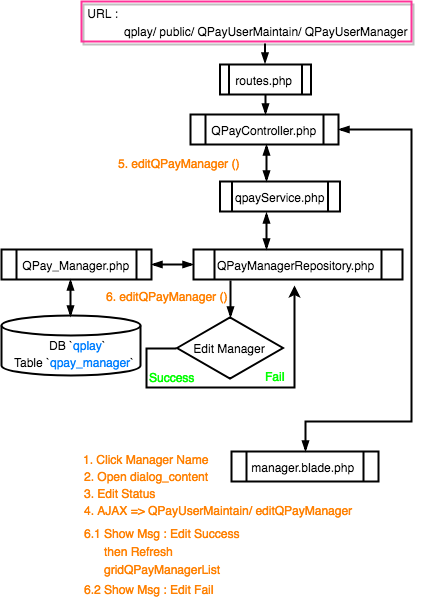 URL :
qplay/ public/ QPayUserMaintain/ QPayUserManager
routes.php
QPayController.php
5. editQPayManager ()
qpayService.php
QPay_Manager.php
QPayManagerRepository.php
6. editQPayManager ()
DB `qplay`
Table `qpay_manager`
Edit Manager
Success
Fail
manager.blade.php
1. Click Manager Name
2. Open dialog_content
3. Edit Status
4. AJAX => QPayUserMaintain/ editQPayManager
6.1 Show Msg : Edit Success
then Refresh
gridQPayManagerList
6.2 Show Msg : Edit Fail